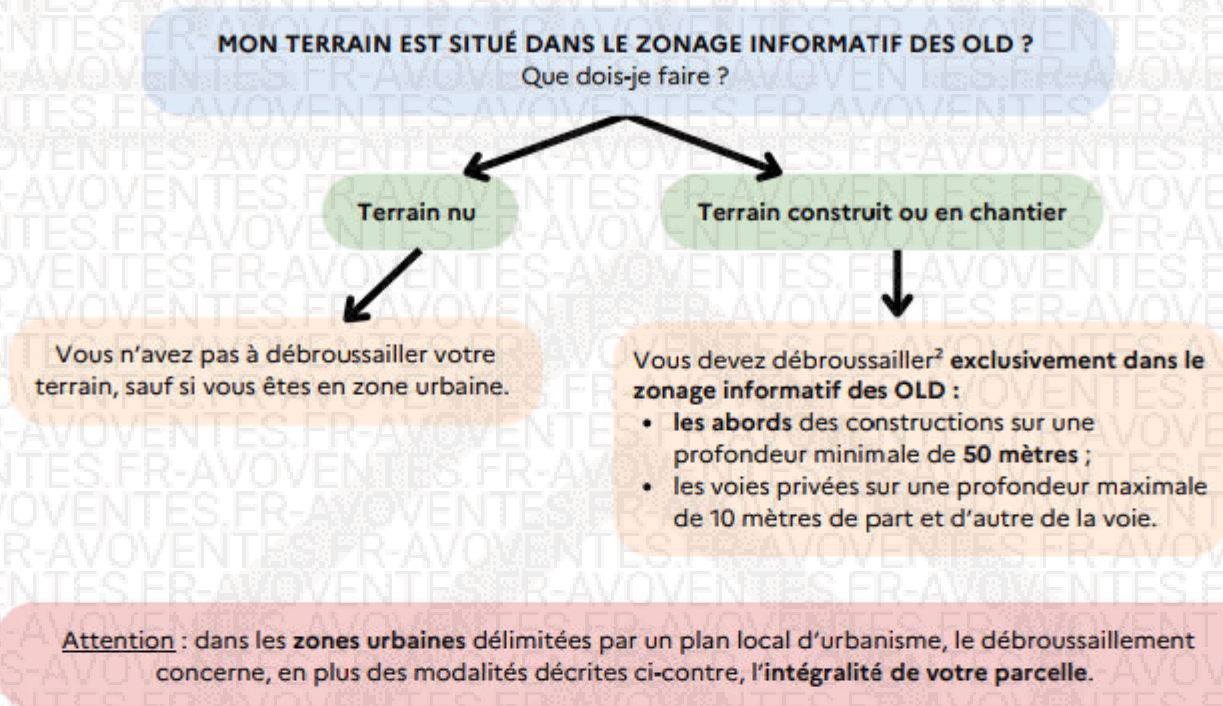 MON TERRAIN EST SITUÉ DANS LE ZONAGE INFORMATIF DES OLD ?
Que dois-je faire ?
Terrain nu
Terrain construit ou en chantier
Vous n'avez pas à débroussailler votre
terrain, sauf si vous êtes en zone urbaine.
Vous devez débroussailler² exclusivement dans le
zonage informatif des OLD :
• les abords des constructions sur une
profondeur minimale de 50 mètres ;
• les voies privées sur une profondeur maximale
de 10 mètres de part et d'autre de la voie.
Attention : dans les zones urbaines délimitées par un plan local d'urbanisme, le débroussaillement
concerne, en plus des modalités décrites ci-contre, l'intégralité de votre parcelle.